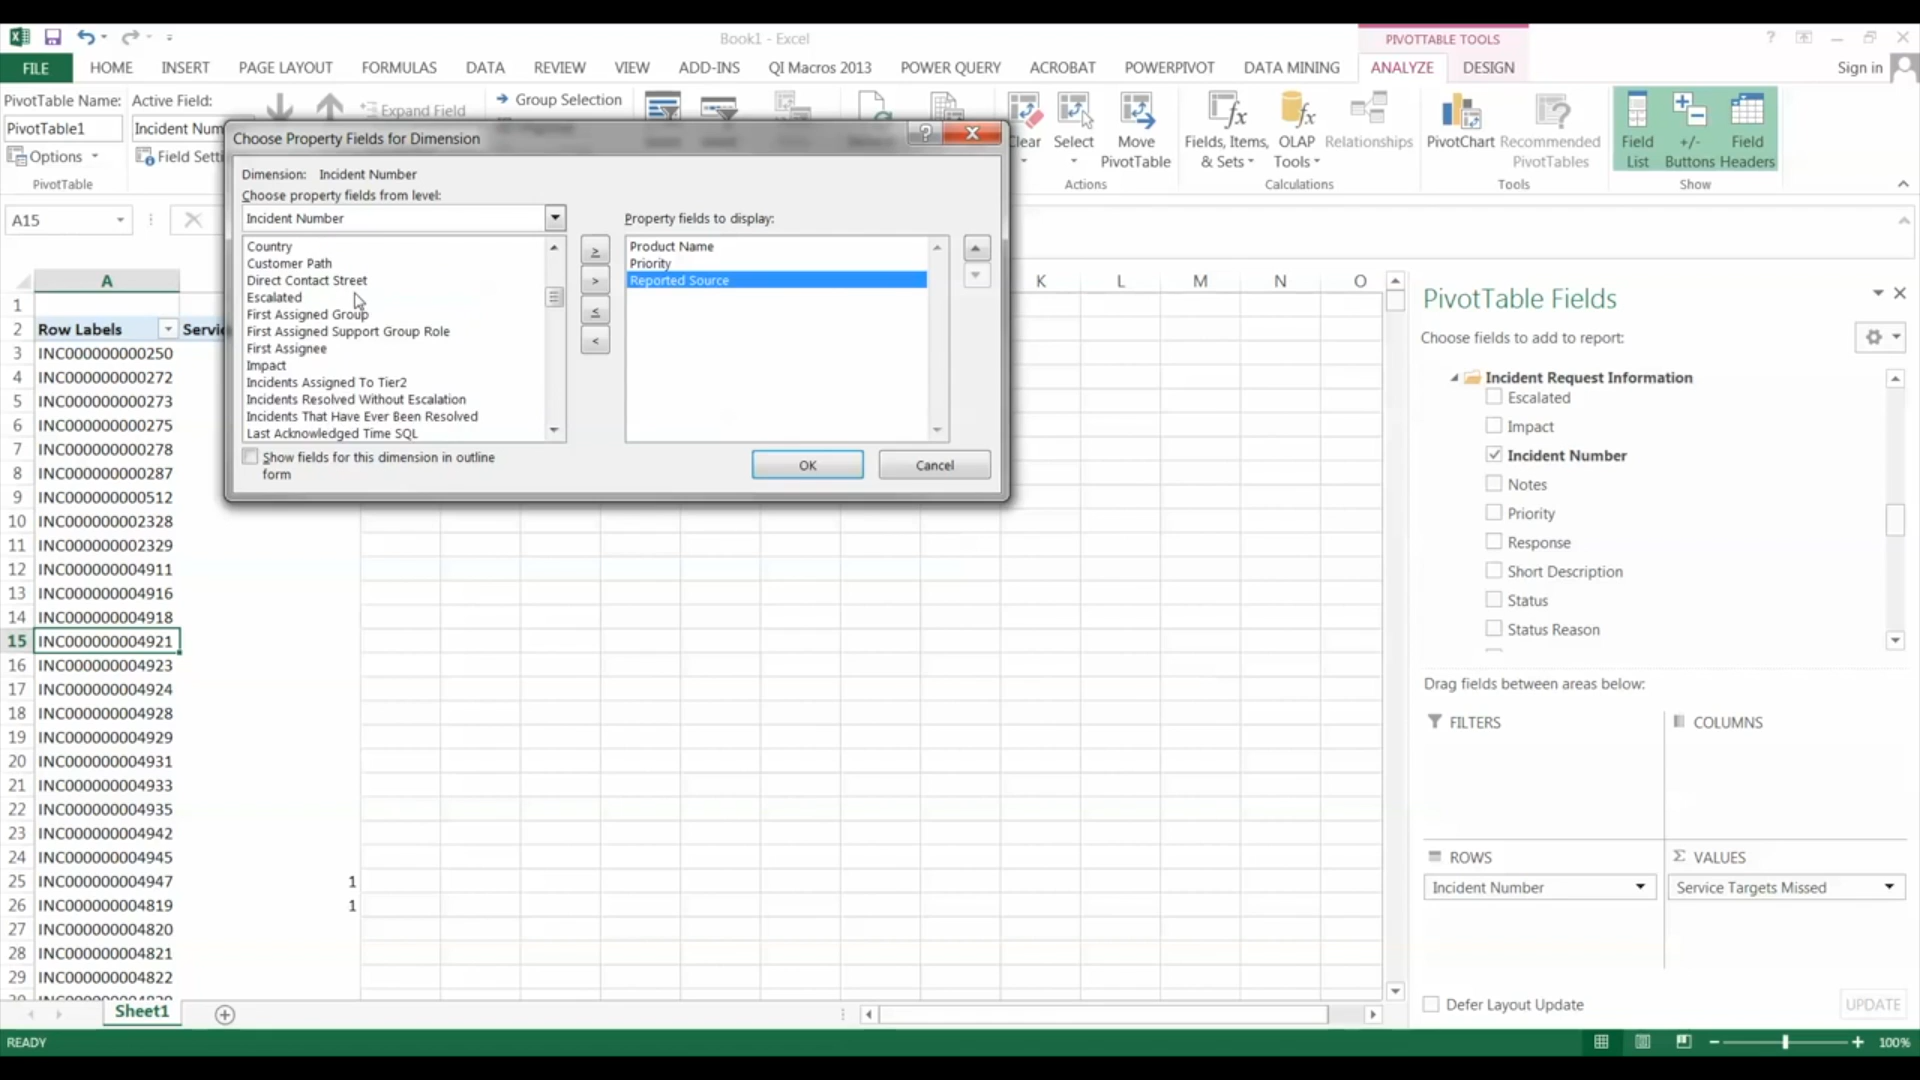 Book1 - Excel
PIVOTTABLE TOOLS
FILE HOME INSERT PAGE LAYOUT FORMULAS DATA REVIEW VIEW ADD-INS QI Macros 2013 POWER QUERY ACROBAT POWERPIVOT DATA MINING ANALYZE DESIGN Sign in
PivotTable Name: Active Field: Expand Field Group Selection
PivotTable1 Incident Num
Options Field Setti
PivotTable
Clear Select Move PivotTable
Actions
Fields, Items, & Sets OLAP Tools Relationships
Calculations
PivotChart Recommended PivotTables
Tools
Field List +/- Buttons Field Headers
Show
Choose Property Fields for Dimension
Dimension: Incident Number
Choose property fields from level:
Incident Number
Country
Customer Path
Direct Contact Street
Escalated
First Assigned Group
First Assigned Support Group Role
First Assignee
Impact
Incidents Assigned To Tier2
Incidents Resolved Without Escalation
Incidents That Have Ever Been Resolved
Last Acknowledged Time SQL
Show fields for this dimension in outline
form
≥
>
≤
<
Property fields to display:
Product Name
Priority
Reported Source
OK Cancel
A15
A K L M N O
1
2 Row Labels Servic
3 INC000000000250
4 INC000000000272
5 INC000000000273
6 INC000000000275
7 INC000000000278
8 INC000000000287
9 INC000000000512
10 INC000000002328
11 INC000000002329
12 INC000000004911
13 INC000000004916
14 INC000000004918
15 INC000000004921
16 INC000000004923
17 INC000000004924
18 INC000000004928
19 INC000000004929
20 INC000000004931
21 INC000000004933
22 INC000000004935
23 INC000000004942
24 INC000000004945
25 INC000000004947 1
26 INC000000004819 1
27 INC000000004820
28 INC000000004821
29 INC000000004822
Sheet1
PivotTable Fields
Choose fields to add to report:
Incident Request Information
Escalated
Impact
Incident Number
Notes
Priority
Response
Short Description
Status
Status Reason
Drag fields between areas below:
FILTERS COLUMNS
ROWS VALUES
Incident Number Service Targets Missed
Defer Layout Update UPDATE
READY 100%